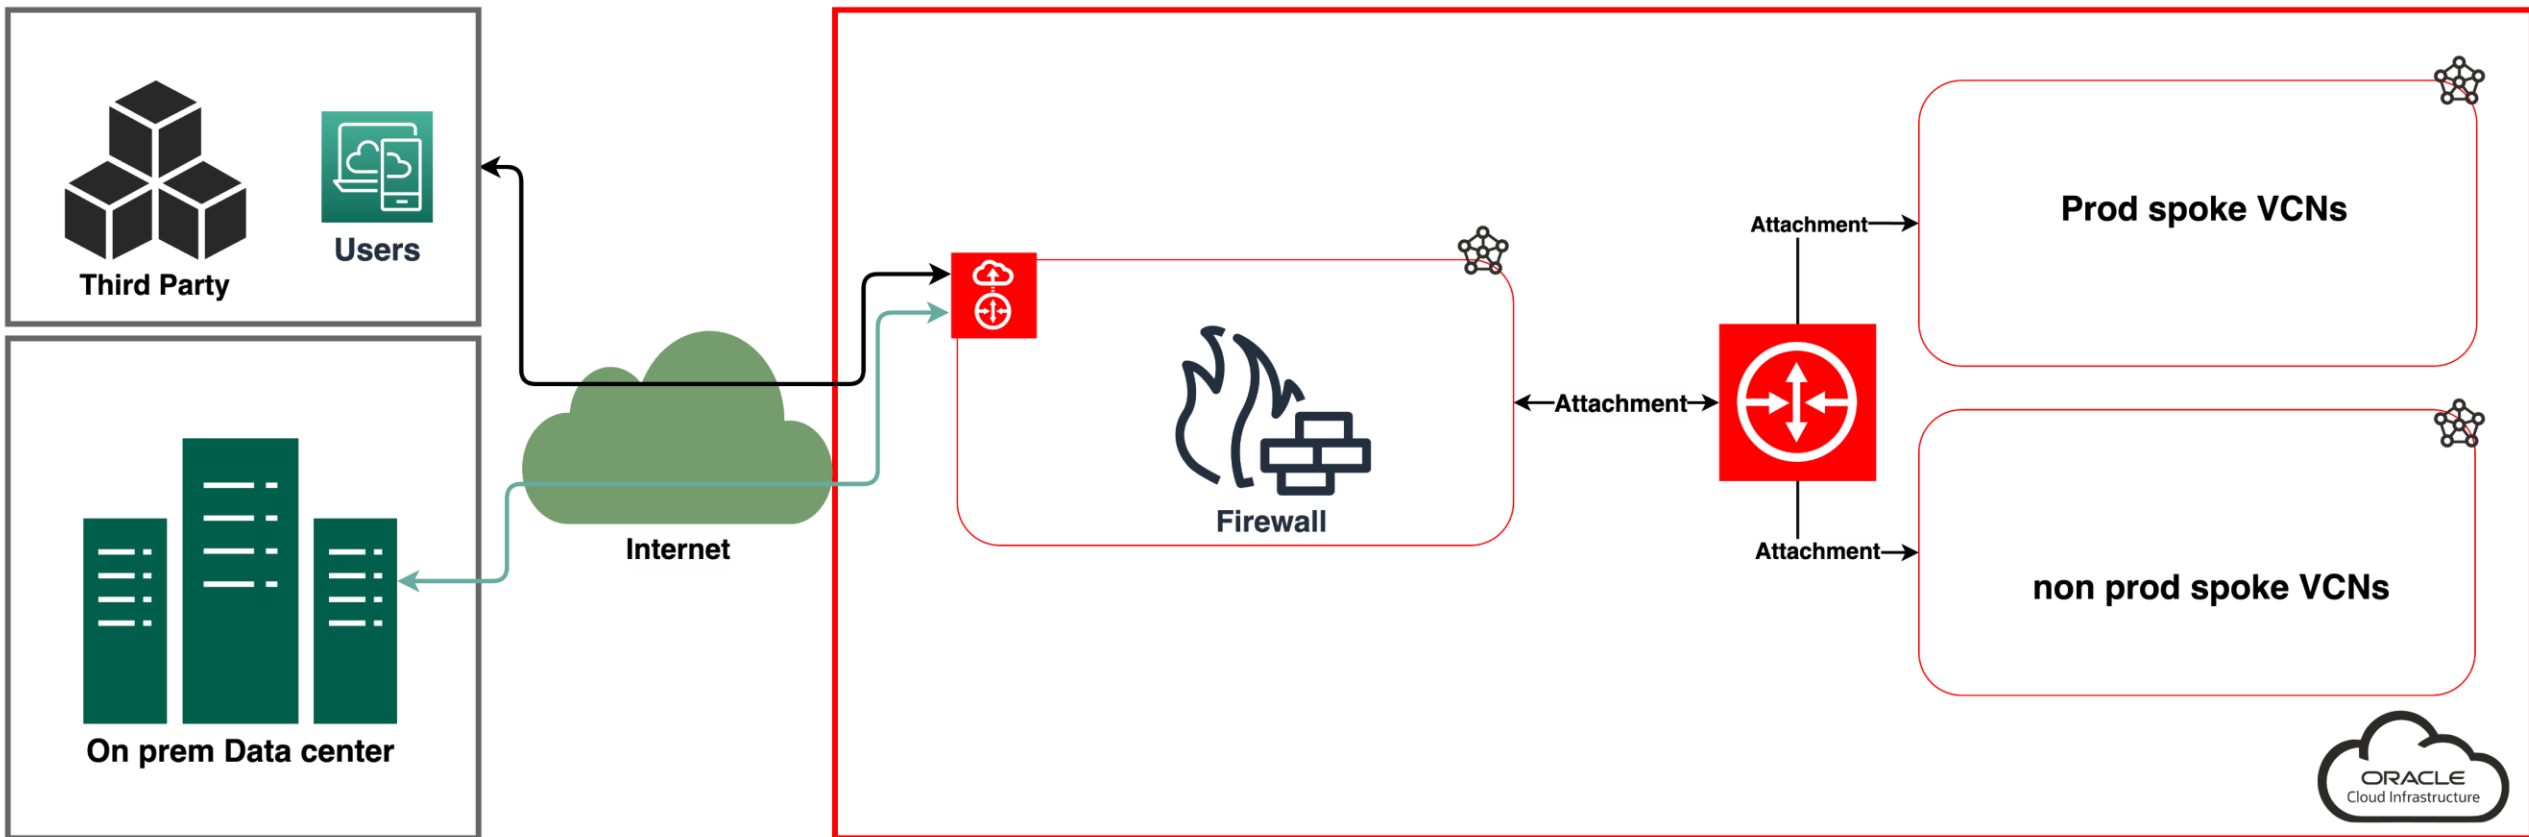 Users
Third Party
On prem Data center
Internet
Firewall
Attachment
Attachment
Attachment
Prod spoke VCNs
non prod spoke VCNs
ORACLE
Cloud Infrastructure